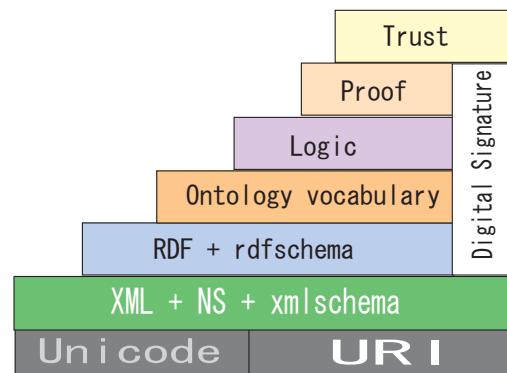 Trust
Proof
Logic
Ontology vocabulary
RDF + rdfschema
Digital Signature
XML + NS + xmlschema
Unicode
URI